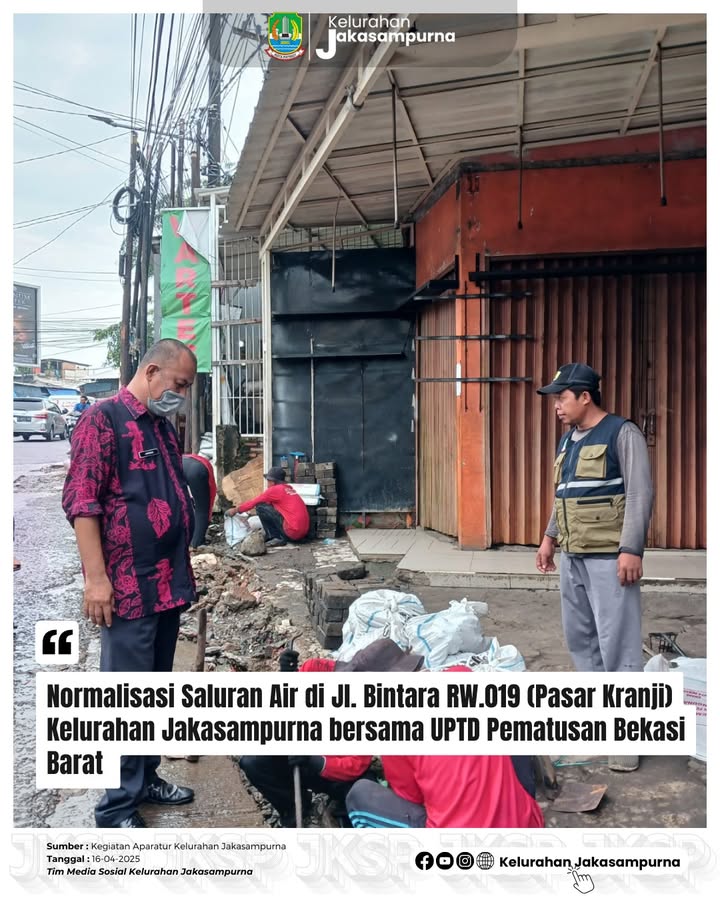 Kelurahan
Jakasampurna
WARTEG
“
Normalisasi Saluran Air di Jl. Bintara RW.019 (Pasar Kranji)
Kelurahan Jakasampurna bersama UPTD Pematusan Bekasi
Barat
JKSP JKSP JKSP JKSP JKSP
Sumber : Kegiatan Aparatur Kelurahan Jakasampurna
Tanggal : 16-04-2025
Tim Media Sosial Kelurahan Jakasampurna
Kelurahan Jakasampurna